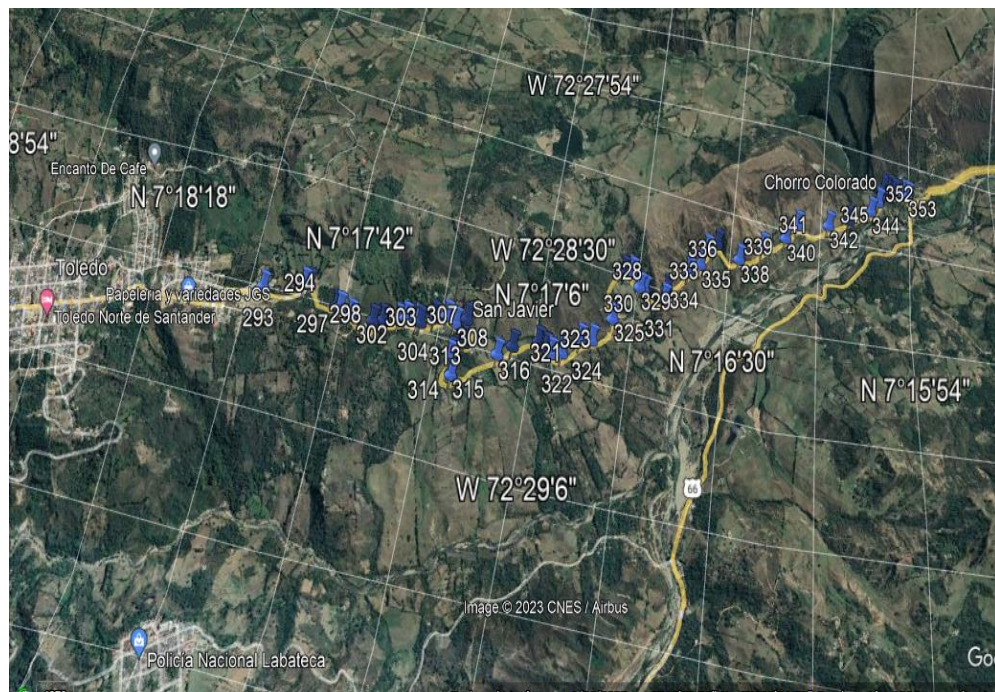 W 72°27'54"
8'54"
Encanto De Cafe
N 7°18'18"
Chorro Colorado
352
353
345
344
341
342
340
339
338
336
335
N 7°17'42"
W 72°28'30"
328
333
334
Toledo
294
N 7°17'6"
330
329
Papelería y variedades JGS
Toledo Norte de Santander
293
297
298
303
307
San Javier
302
308
323
325
331
304
313
321
316
324
322
N 7°16'30"
314
315
N 7°15'54"
W 72°29'6"
66
Image © 2023 CNES / Airbus
Policía Nacional Labateca
Goo